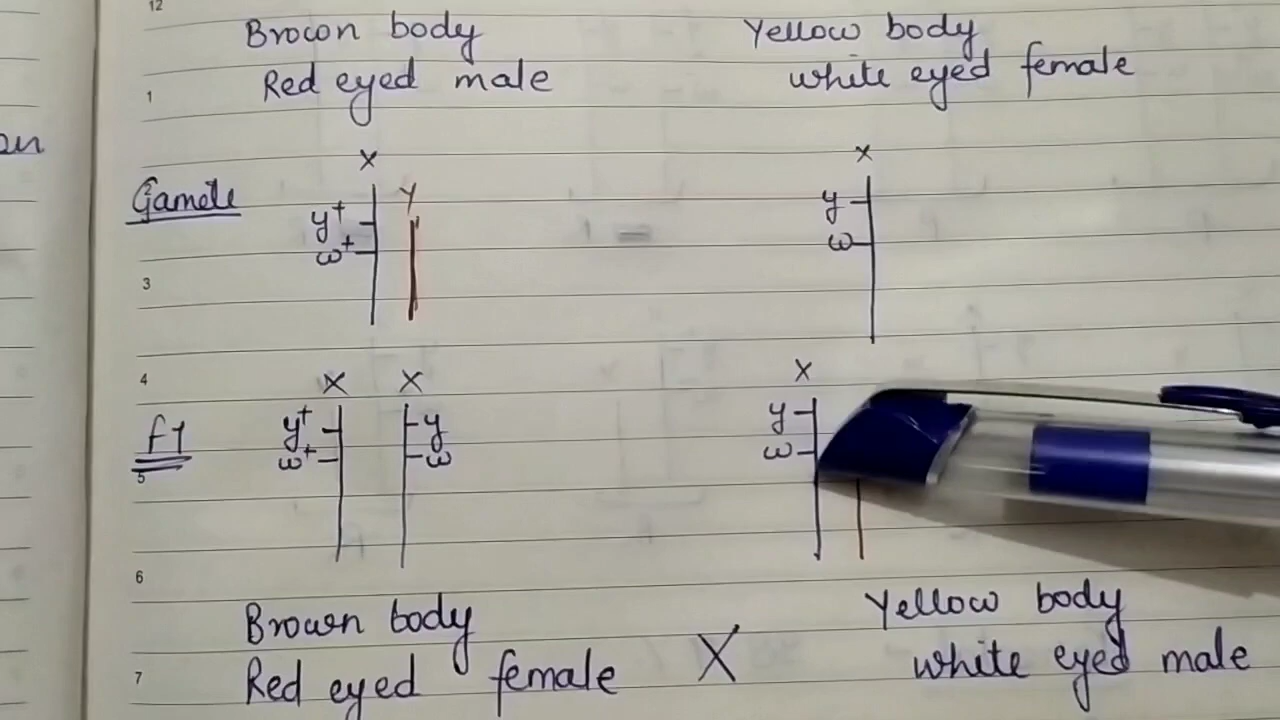 12
Brown body
Red eyed male
Yellow body
white eyed female
1
X
X
Gamete
Y
y+
w+
y
w
3
4
X X
X
F1
y+
w+
y
w
y
w
5
6
Brown body
Red eyed female
X
Yellow body
white eyed male
7